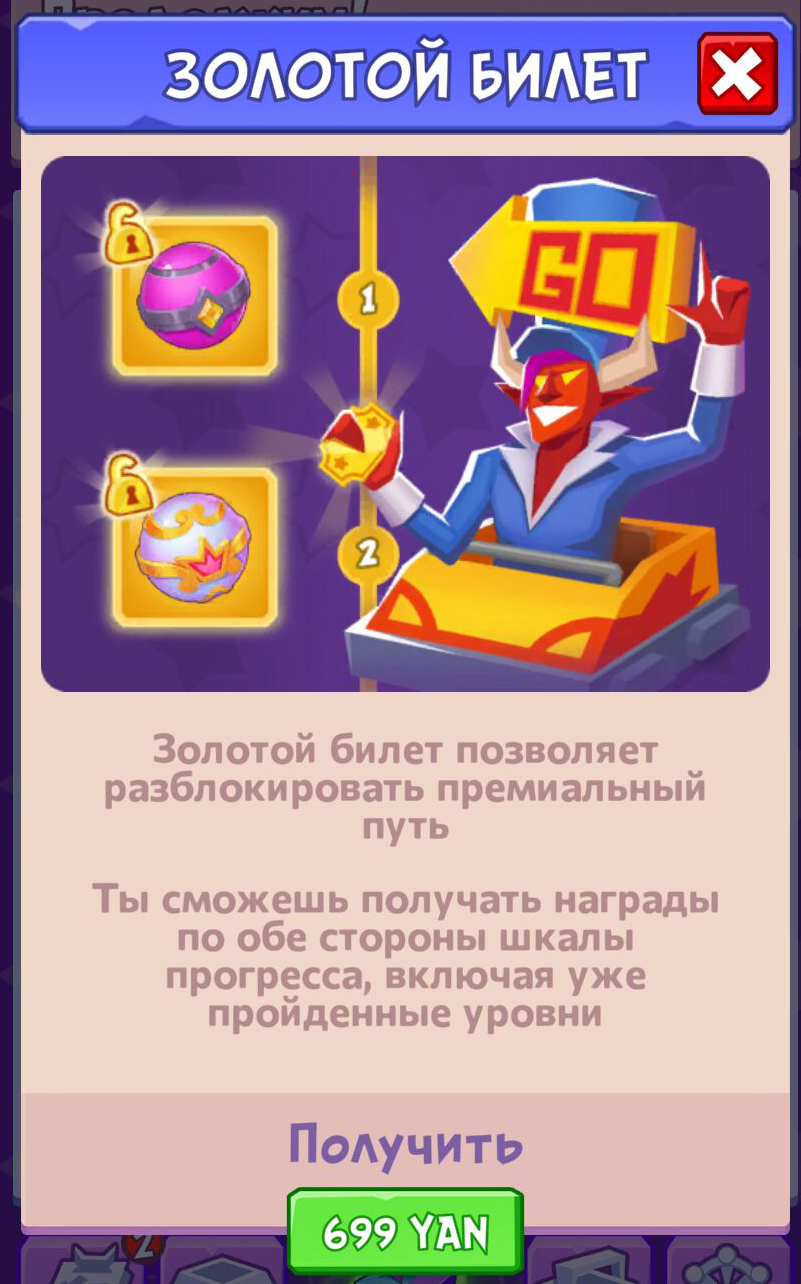 ЗОЛОТОЙ БИЛЕТ
GO
1
2
Золотой билет позволяет
разблокировать премиальный
путь
Ты сможешь получать награды
по обе стороны шкалы
прогресса, включая уже
пройденные уровни
Получить
699 YAN
2